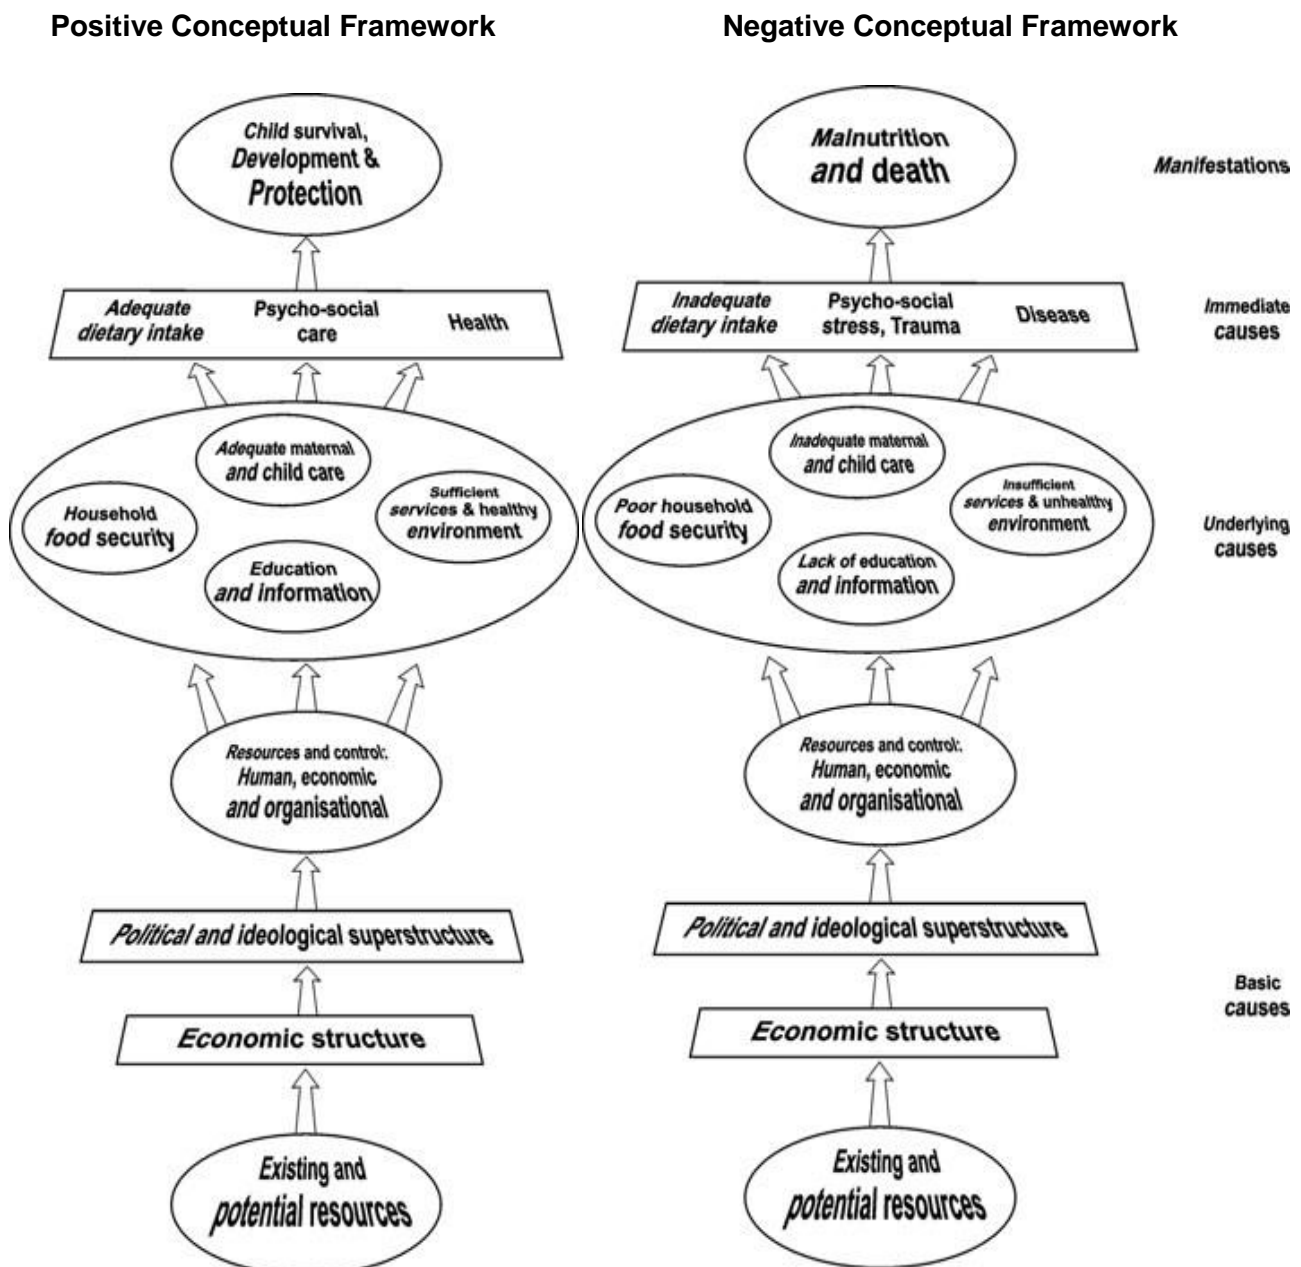 Positive Conceptual Framework
Negative Conceptual Framework
Child survival,
Development &
Protection
Malnutrition
and death
Manifestations
Adequate
dietary intake
Psycho-social
care
Health
Inadequate
dietary intake
Psycho-social
stress, Trauma
Disease
Immediate
causes
Adequate maternal
and child care
Household
food security
Sufficient
services & healthy
environment
Education
and information
Inadequate maternal
and child care
Poor household
food security
Insufficient
services & unhealthy
environment
Lack of education
and information
Underlying
causes
Resources and control:
Human, economic
and organisational
Resources and control:
Human, economic
and organisational
Political and ideological superstructure
Political and ideological superstructure
Economic structure
Economic structure
Basic
causes
Existing and
potential resources
Existing and
potential resources